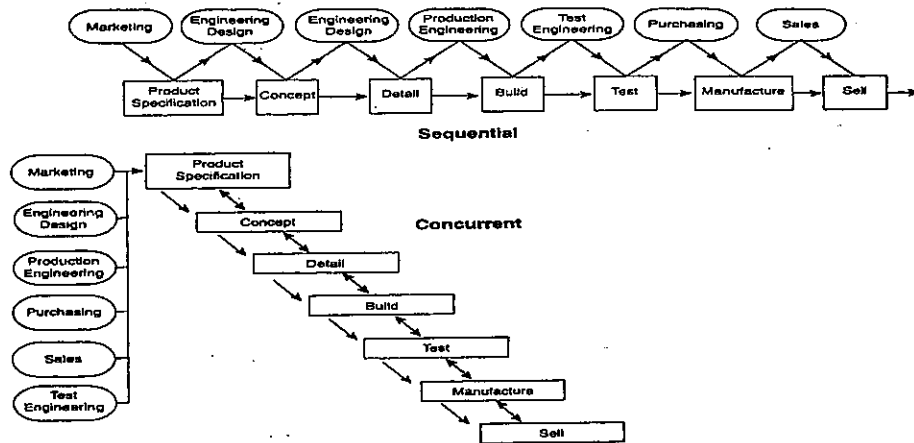 Marketing
Engineering
Design
Engineering
Design
Production
Engineering
Test
Engineering
Purchasing
Sales
Product
Specification
Concept
Detail
Build
Test
Manufacture
Sell
Sequential
Marketing
Engineering
Design
Production
Engineering
Purchasing
Sales
Test
Engineering
Product
Specification
Concept
Concurrent
Detail
Build
Test
Manufacture
Sell